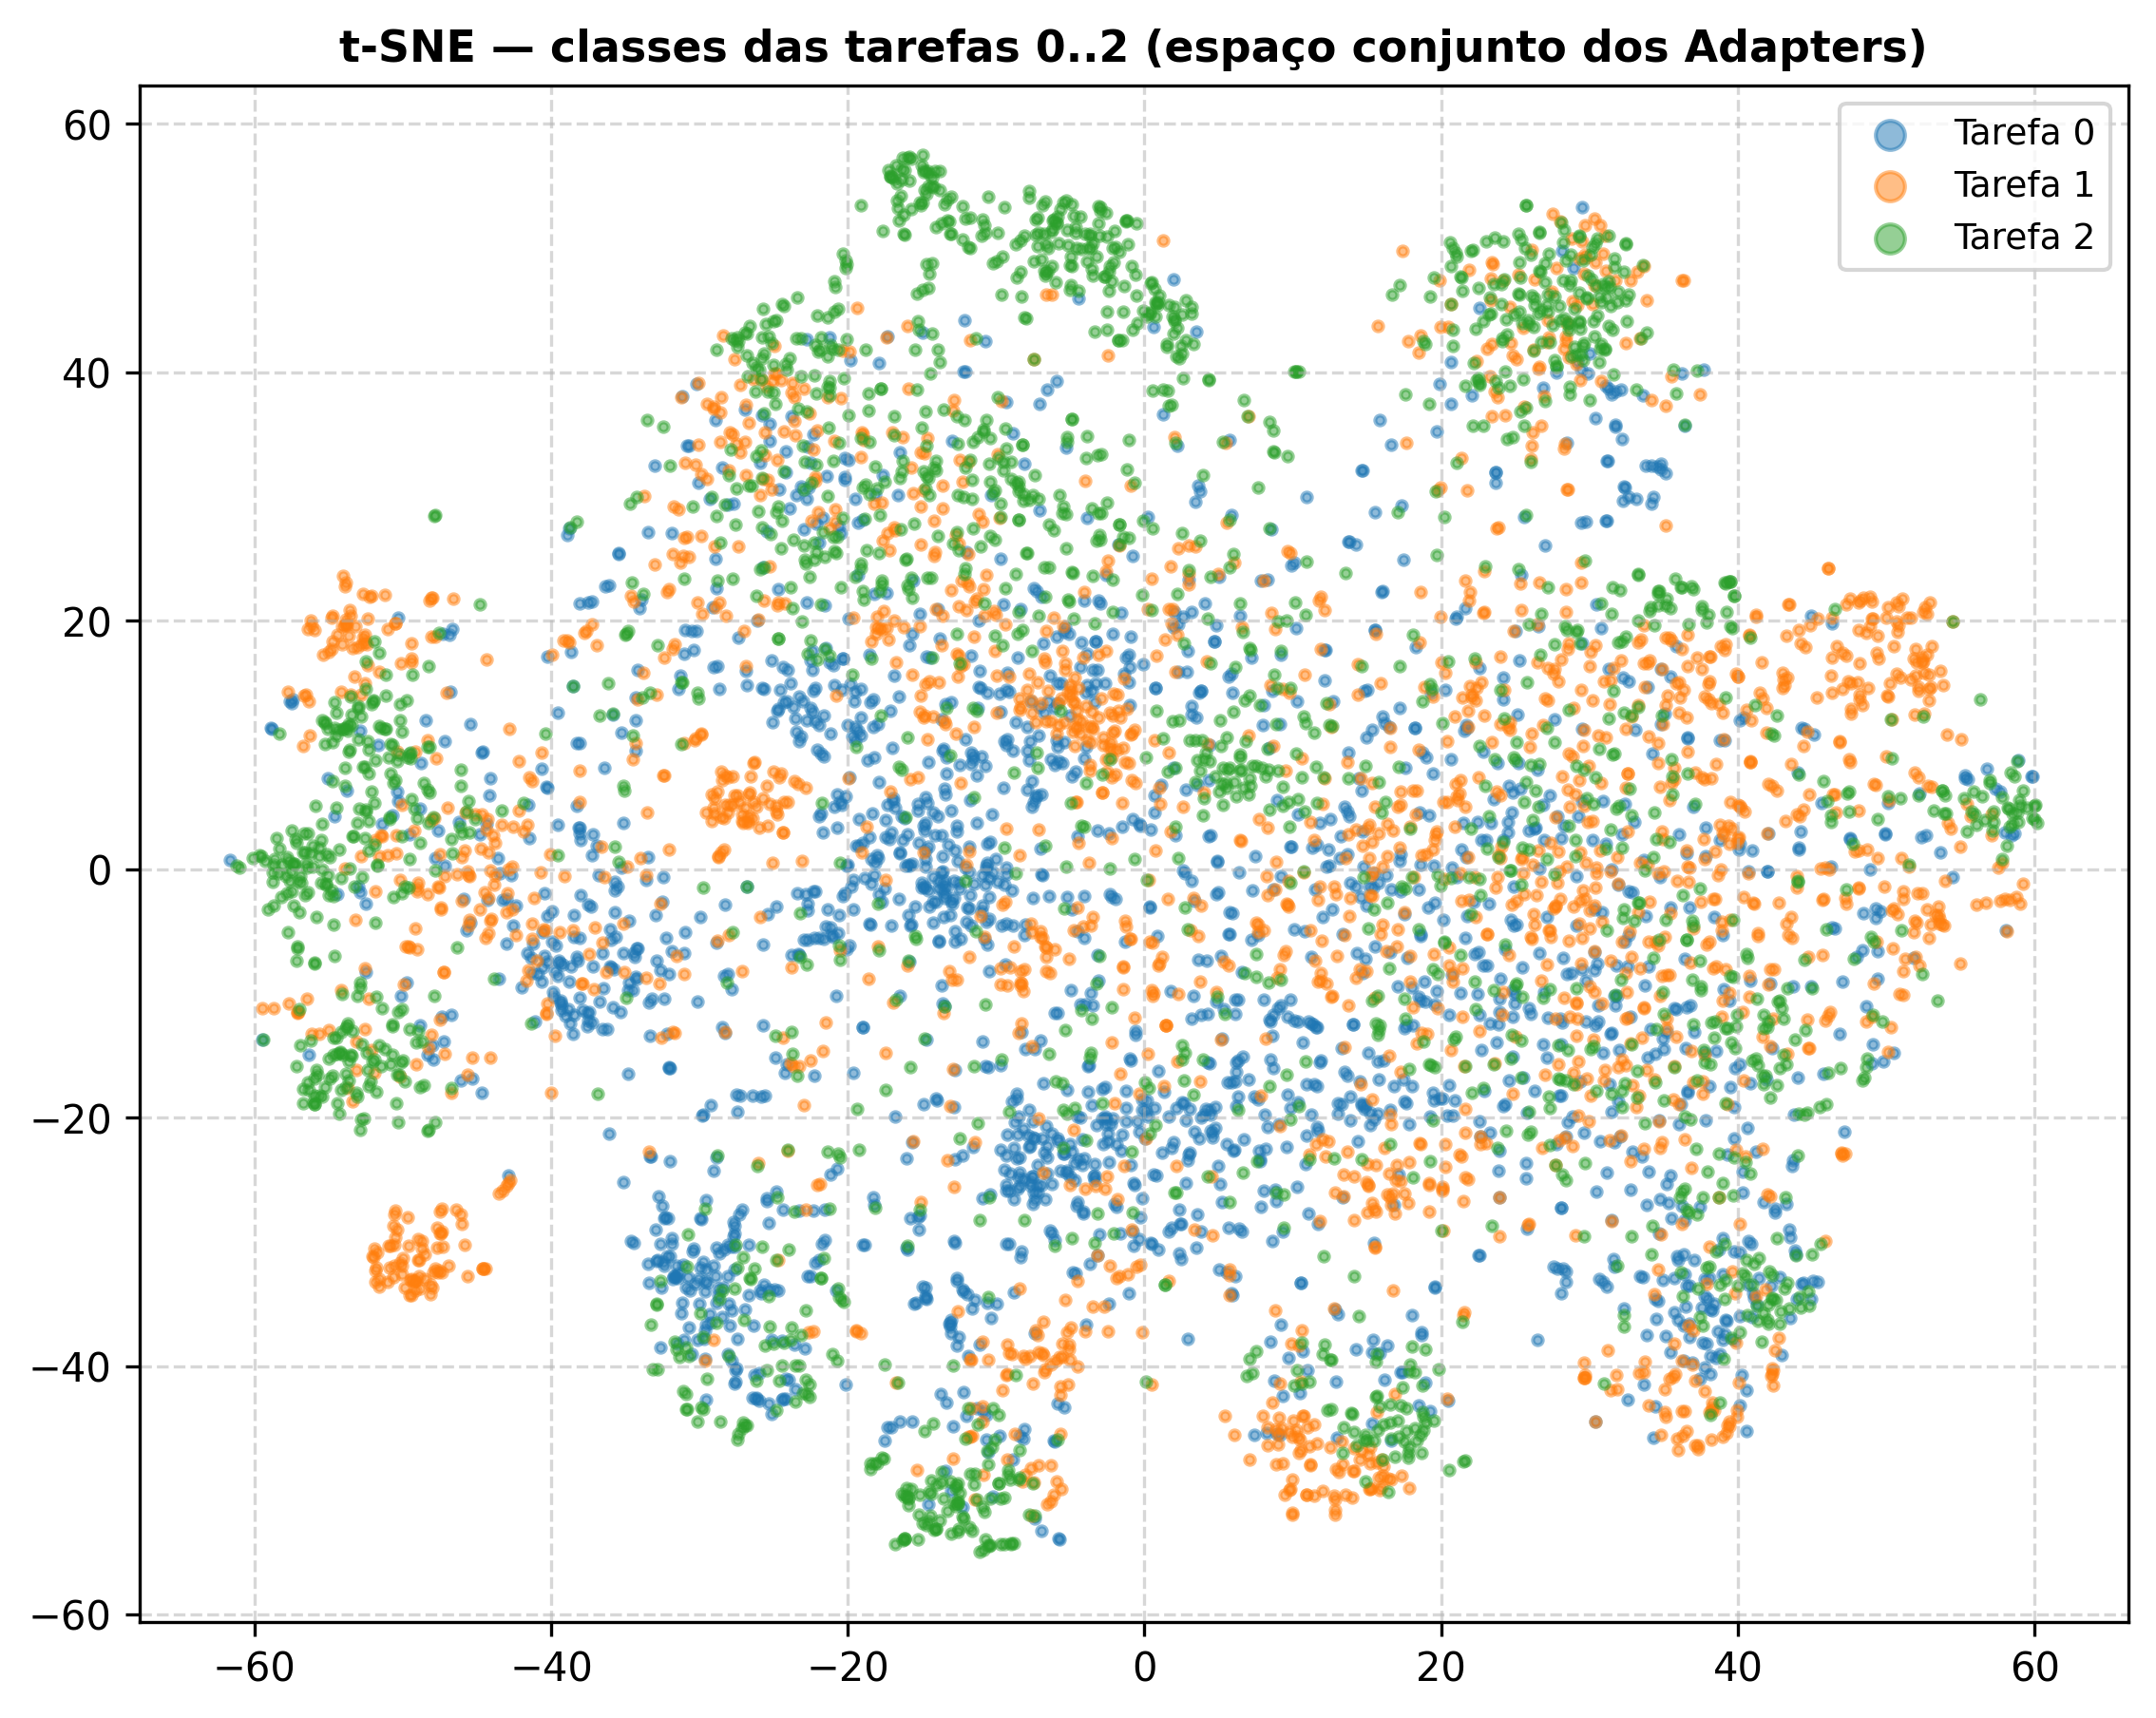 t-SNE — classes das tarefas 0..2 (espaço conjunto dos Adapters)
Tarefa 0
Tarefa 1
Tarefa 2
60
40
20
0
−20
−40
−60
−60 −40 −20 0 20 40 60